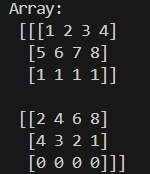 Array:
[[[1 2 3 4]
[5 6 7 8]
[1 1 1 1]]
[[2 4 6 8]
[4 3 2 1]
[0 0 0 0]]]